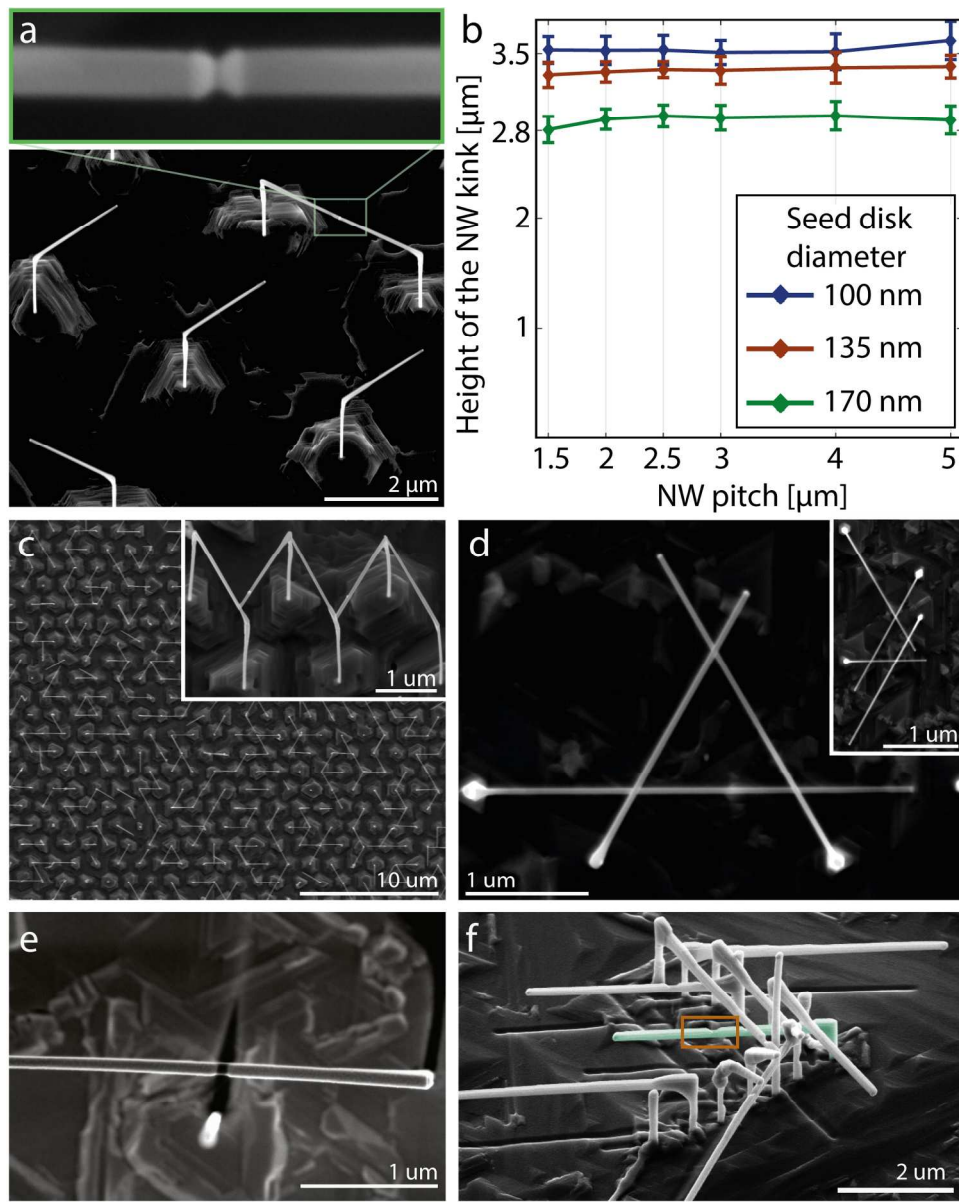 a
2 µm
b
Height of the NW kink [µm]
3.5
2.8
2
1
Seed disk
diameter
100 nm
135 nm
170 nm
1.5 2 2.5 3 4 5
NW pitch [µm]
c
1 um
10 um
d
1 um
1 um
e
1 um
f
2 um